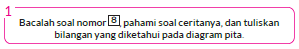 1
Bacalah soal nomor 8, pahami soal ceritanya, dan tuliskan
bilangan yang diketahui pada diagram pita.